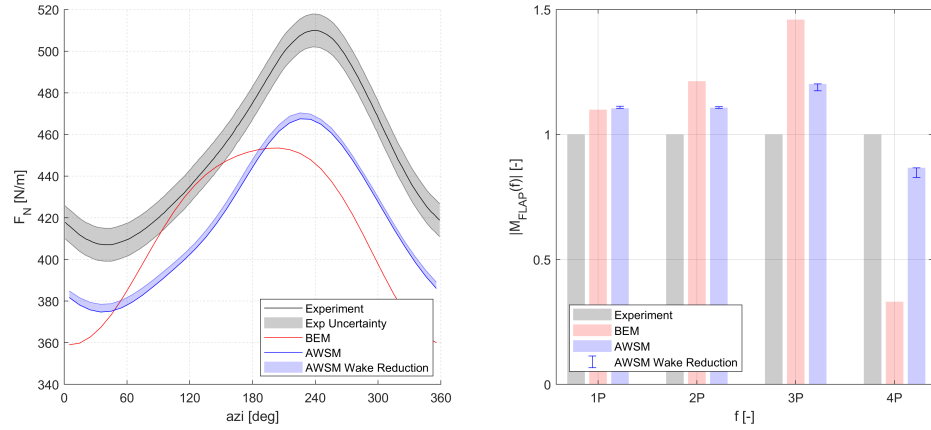 520
500
480
460
440
420
400
380
360
340
F_N [N/m]
0 60 120 180 240 300 360
azi [deg]
Experiment
Exp Uncertainty
BEM
AWSM
AWSM Wake Reduction
1.5
1
0.5
0
|M_FLAP(f)| [-]
1P 2P 3P 4P
f [-]
Experiment
BEM
AWSM
AWSM Wake Reduction